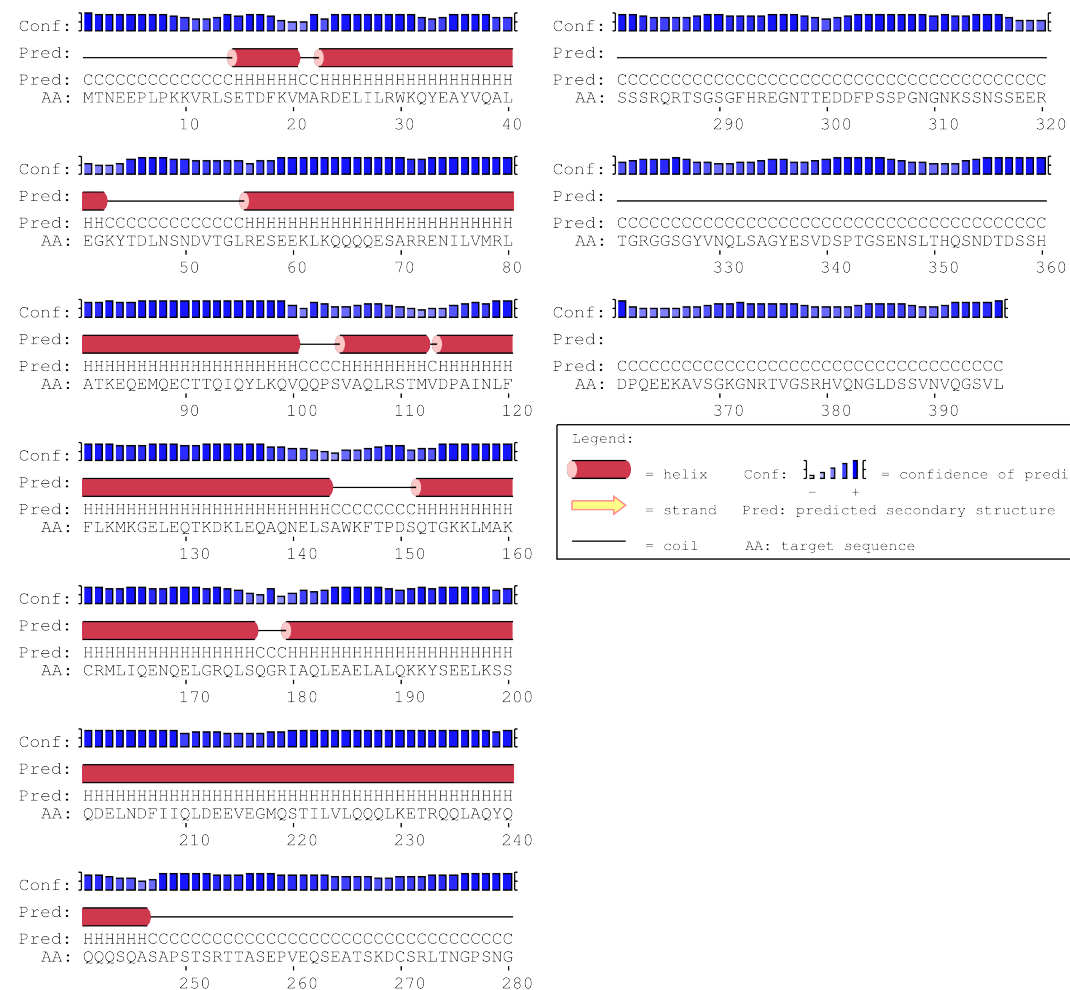 Conf:
Pred:
Pred: CCCCCCCCCCCCCCHHHHHHCCHHHHHHHHHHHHHHHHHH
AA: MTNEEPLPKKVRLSETDFKVMARDELILRWKQYEAYVQAL
10 20 30 40
Conf:
Pred:
Pred: HHCCCCCCCCCCCCCHHHHHHHHHHHHHHHHHHHHHHHHH
AA: EGKYTDLNSNDVTGLRESEEKLKQQQQESARRENILVMRL
50 60 70 80
Conf:
Pred:
Pred: HHHHHHHHHHHHHHHHHHHHCCCCHHHHHHHHCHHHHHHH
AA: ATKEQEMQECTTQIQYLKQVQQPSVAQLRSTMVDPAINLF
90 100 110 120
Conf:
Pred:
Pred: HHHHHHHHHHHHHHHHHHHHHHHCCCCCCCCHHHHHHHHH
AA: FLKMKGELEQTKDKLEQAQNELSAWKFTPDSQTGKKLMAK
130 140 150 160
Conf:
Pred:
Pred: HHHHHHHHHHHHHHHHCCCHHHHHHHHHHHHHHHHHHHHH
AA: CRMLIQENQELGRQLSQGRIAQLEAELALQKKYSEELKSS
170 180 190 200
Conf:
Pred:
Pred: HHHHHHHHHHHHHHHHHHHHHHHHHHHHHHHHHHHHHHHH
AA: QDELNDFIIQLDEEVEGMQSTILVLQQQLKETRQQLAQYQ
210 220 230 240
Conf:
Pred:
Pred: HHHHHHCCCCCCCCCCCCCCCCCCCCCCCCCCCCCCCCCC
AA: QQQSQASAPSTSRTTASEPVEQSEATSKDCSRLTNGPSNG
250 260 270 280
Conf:
Pred:
Pred: CCCCCCCCCCCCCCCCCCCCCCCCCCCCCCCCCCCCCCCC
AA: SSSRQRTSGSGFHREGNTTEDDFPSSPGNGNKSSNSSEER
290 300 310 320
Conf:
Pred:
Pred: CCCCCCCCCCCCCCCCCCCCCCCCCCCCCCCCCCCCCCCC
AA: TGRGGSGYVNQLSAGYESVDSPTGSENSLTHQSNDTDSSH
330 340 350 360
Conf:
Pred:
Pred: CCCCCCCCCCCCCCCCCCCCCCCCCCCCCCCCCCCC
AA: DPQEEKAVSGKGNRTVGSRHVQNGLDSSVNVQGSVL
370 380 390
Legend:
= helix Conf: = confidence of predi
- +
= strand Pred: predicted secondary structure
= coil AA: target sequence